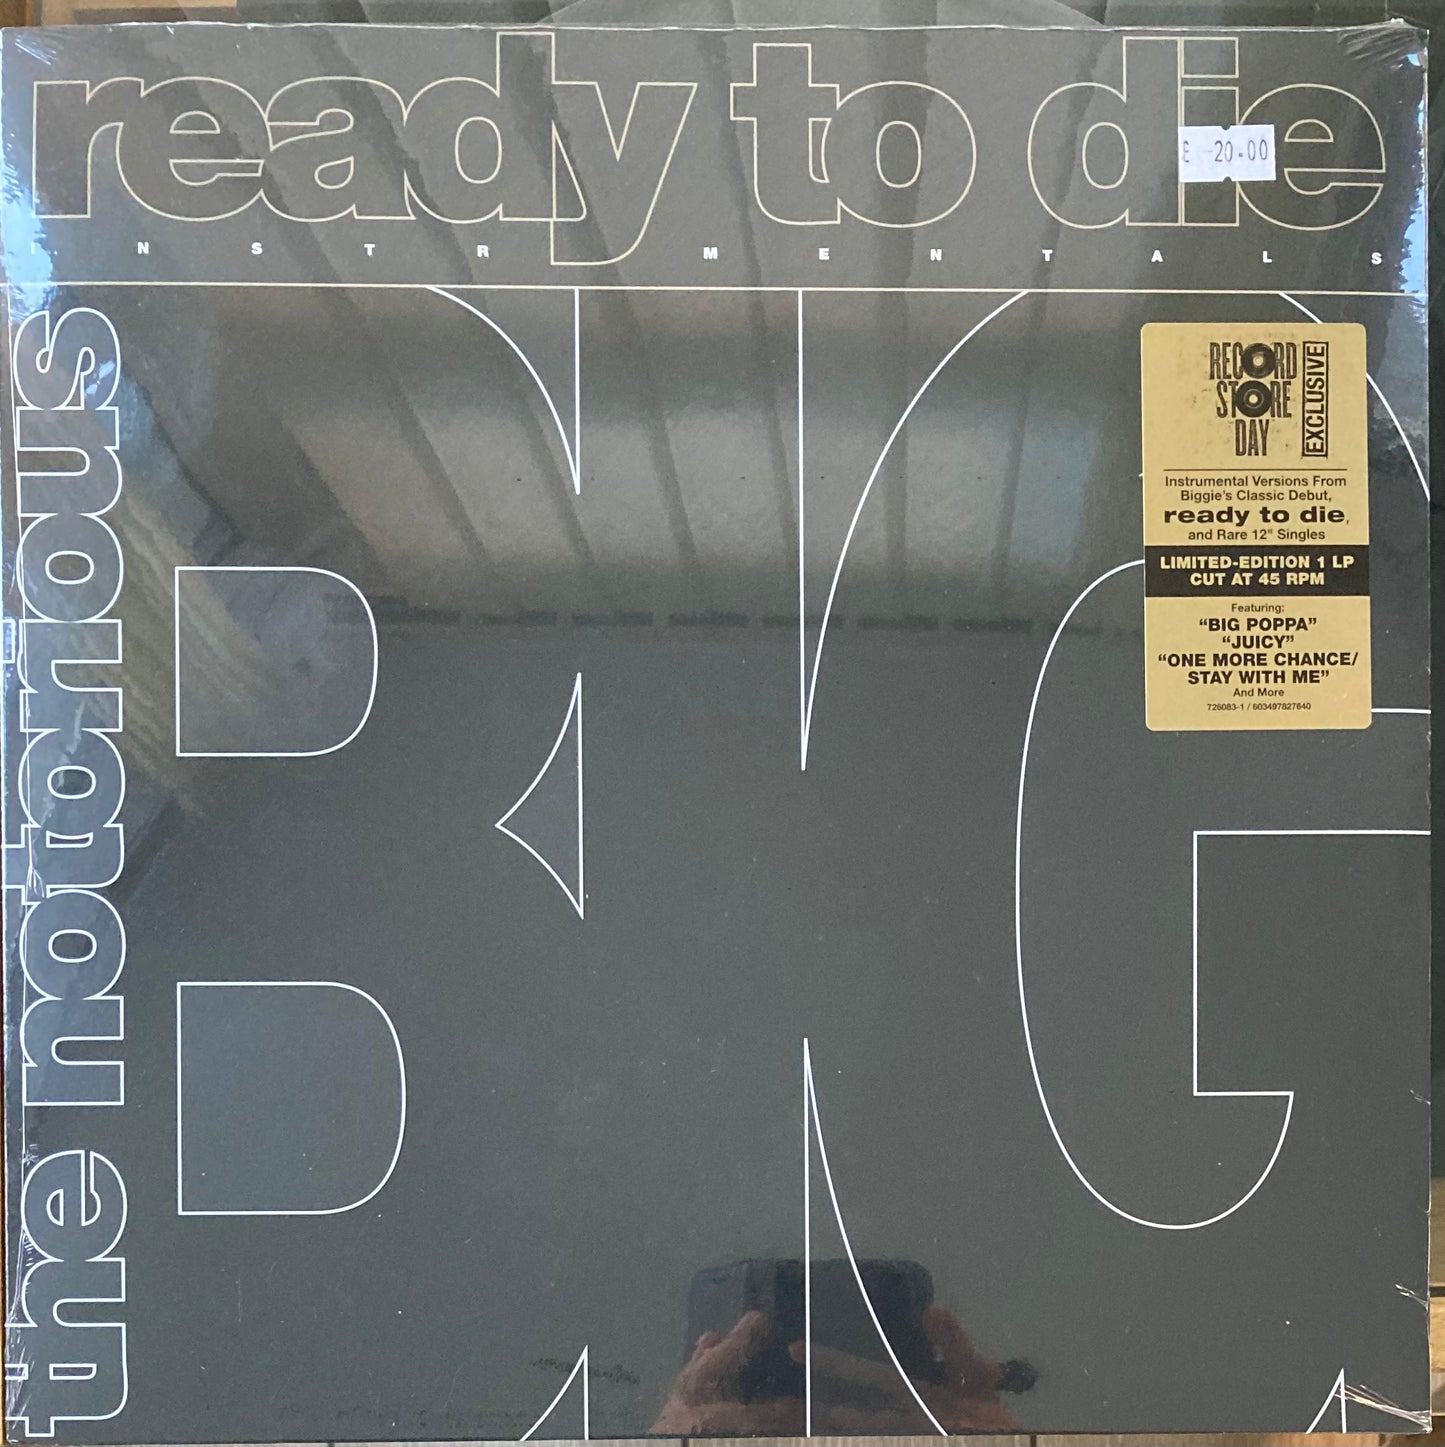 ready to die
£ 20.00
INSTRUMENTALS
the notorious
BIG
RECORD
STORE
DAY
EXCLUSIVE
Instrumental Versions From
Biggie's Classic Debut,
ready to die,
and Rare 12" Singles
LIMITED-EDITION 1 LP
CUT AT 45 RPM
Featuring:
"BIG POPPA"
"JUICY"
"ONE MORE CHANCE/
STAY WITH ME"
And More
726083-1 / 603497827640